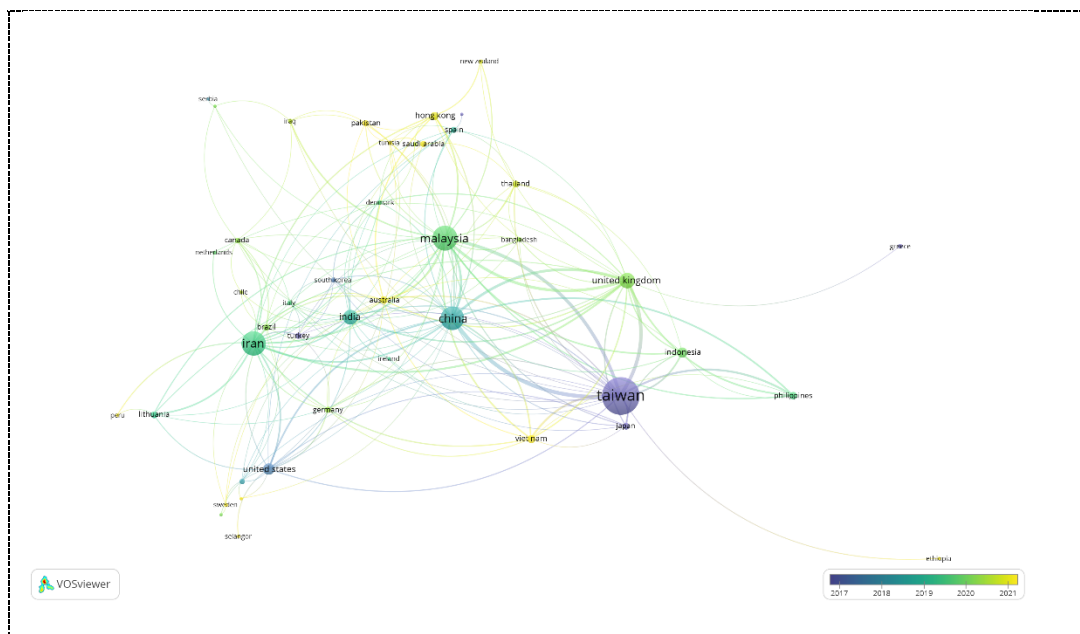 new zealand
serbia
hong kong
iraq
pakistan
spain
tunisia
saudi arabia
thailand
denmark
malaysia
canada
bangladesh
greece
netherlands
south korea
united kingdom
chile
australia
italy
india
china
brazil
turkey
iran
indonesia
ireland
taiwan
philippines
germany
peru
lithuania
japan
viet nam
united states
sweden
selangor
ethiopia
VOSviewer
2017 2018 2019 2020 2021